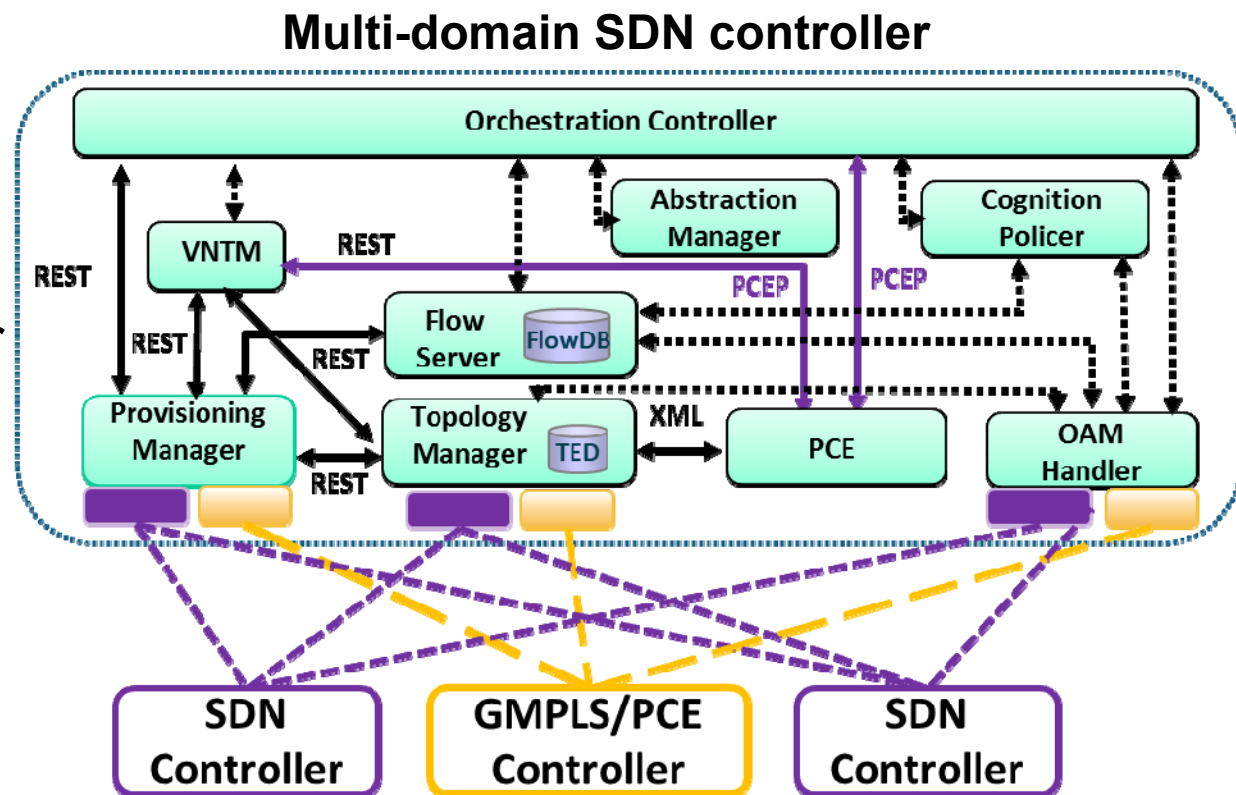 Multi-domain SDN controller
Orchestration Controller
Abstraction
Manager
Cognition
Policer
VNTM
REST
REST
PCEP
PCEP
Flow
Server
FlowDB
REST
REST
Provisioning
Manager
Topology
Manager
TED
XML
PCE
OAM
Handler
REST
SDN
Controller
GMPLS/PCE
Controller
SDN
Controller